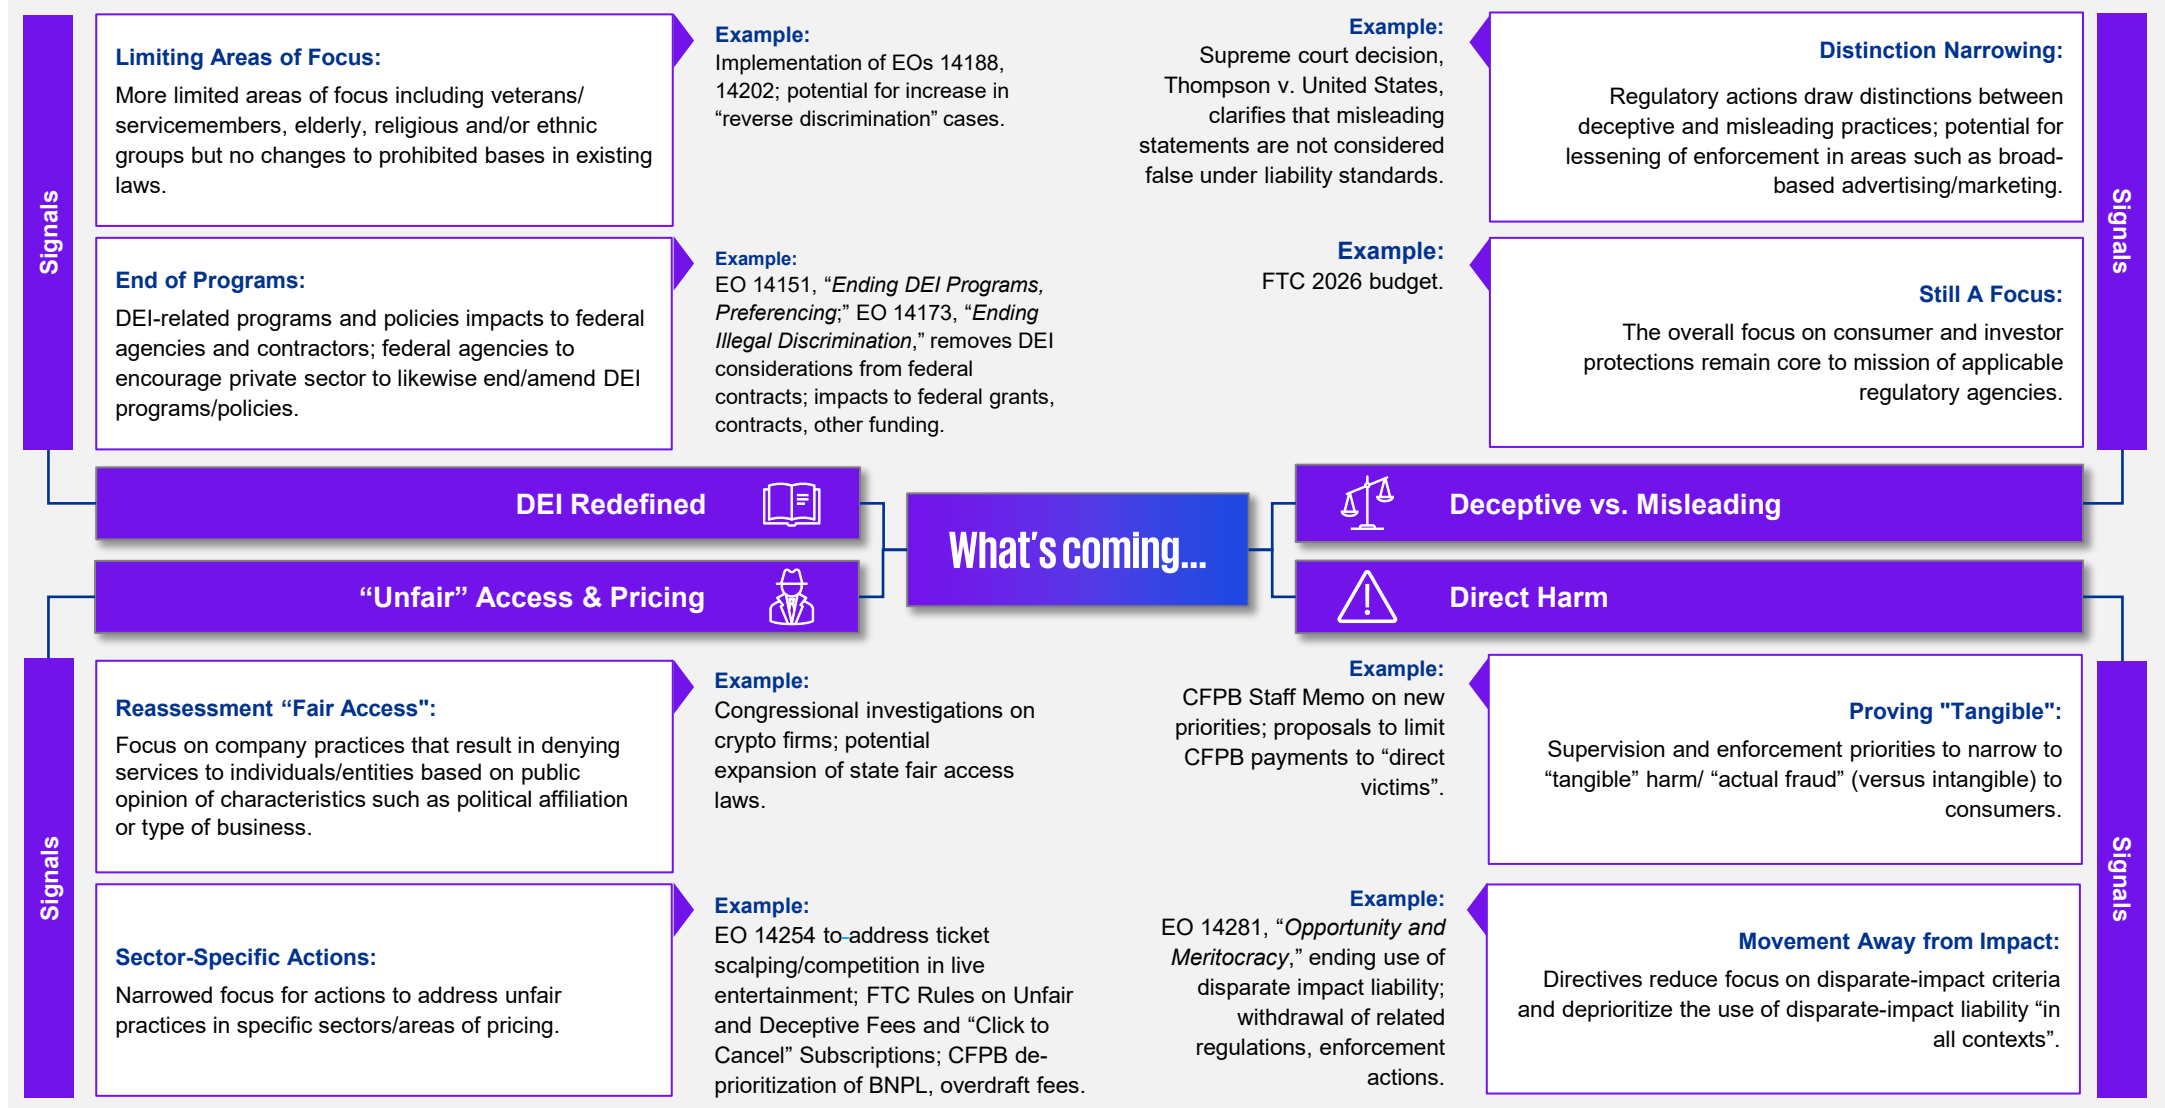 Signals
Limiting Areas of Focus:
More limited areas of focus including veterans/
servicemembers, elderly, religious and/or ethnic
groups but no changes to prohibited bases in existing
laws.
Example:
Implementation of EOs 14188,
14202; potential for increase in
“reverse discrimination” cases.
End of Programs:
DEI-related programs and policies impacts to federal
agencies and contractors; federal agencies to
encourage private sector to likewise end/amend DEI
programs/policies.
Example:
EO 14151, “Ending DEI Programs,
Preferencing;” EO 14173, “Ending
Illegal Discrimination,” removes DEI
considerations from federal
contracts; impacts to federal grants,
contracts, other funding.
Example:
Supreme court decision,
Thompson v. United States,
clarifies that misleading
statements are not considered
false under liability standards.
Distinction Narrowing:
Regulatory actions draw distinctions between
deceptive and misleading practices; potential for
lessening of enforcement in areas such as broad-
based advertising/marketing.
Example:
FTC 2026 budget.
Still A Focus:
The overall focus on consumer and investor
protections remain core to mission of applicable
regulatory agencies.
Signals
DEI Redefined
“Unfair” Access & Pricing
What's coming...
Deceptive vs. Misleading
Direct Harm
Signals
Reassessment “Fair Access":
Focus on company practices that result in denying
services to individuals/entities based on public
opinion of characteristics such as political affiliation
or type of business.
Example:
Congressional investigations on
crypto firms; potential
expansion of state fair access
laws.
Sector-Specific Actions:
Narrowed focus for actions to address unfair
practices in specific sectors/areas of pricing.
Example:
EO 14254 to-address ticket
scalping/competition in live
entertainment; FTC Rules on Unfair
and Deceptive Fees and “Click to
Cancel” Subscriptions; CFPB de-
prioritization of BNPL, overdraft fees.
Example:
CFPB Staff Memo on new
priorities; proposals to limit
CFPB payments to “direct
victims”.
Proving "Tangible":
Supervision and enforcement priorities to narrow to
“tangible” harm/ “actual fraud” (versus intangible) to
consumers.
Example:
EO 14281, “Opportunity and
Meritocracy,” ending use of
disparate impact liability;
withdrawal of related
regulations, enforcement
actions.
Movement Away from Impact:
Directives reduce focus on disparate-impact criteria
and deprioritize the use of disparate-impact liability “in
all contexts”.
Signals